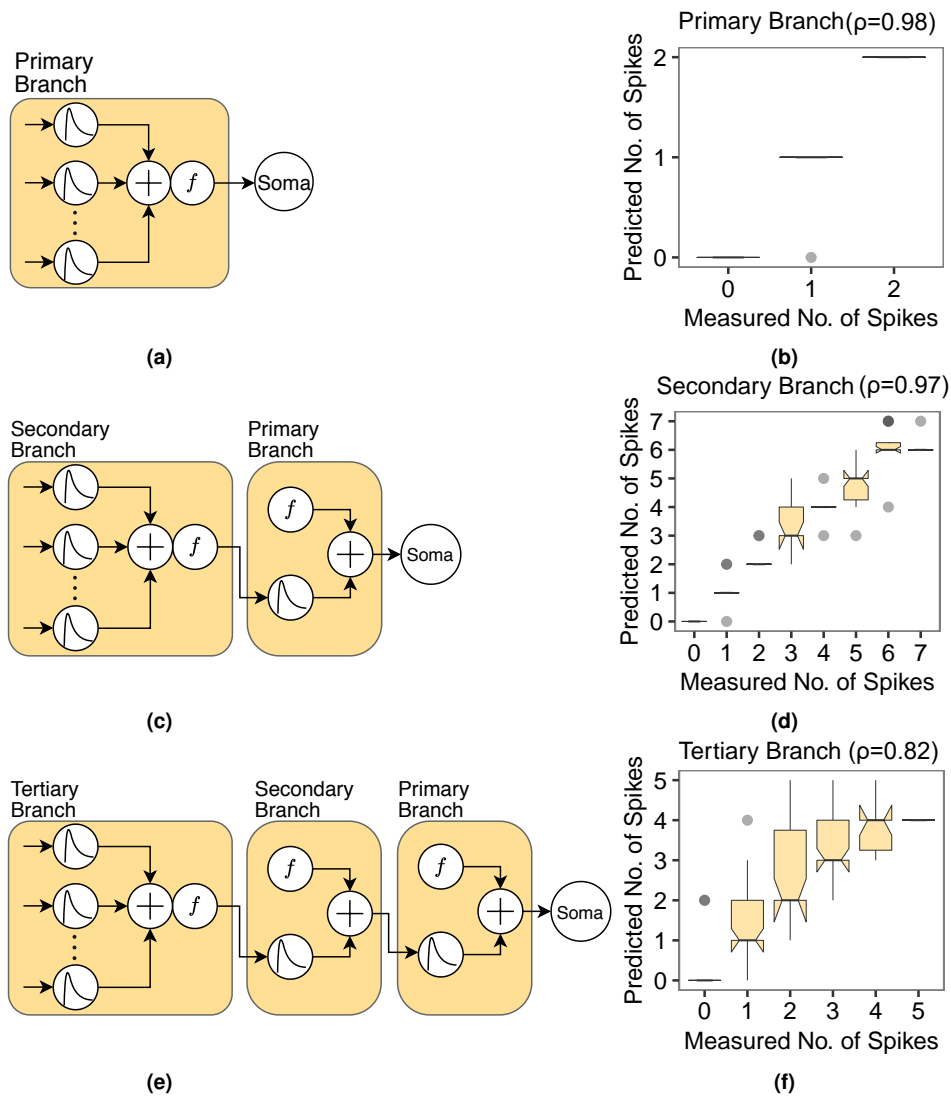 Primary
Branch
f
Soma
(a)
Primary Branch (ρ=0.98)
Predicted No. of Spikes
2
1
0
0 1 2
Measured No. of Spikes
(b)
Secondary
Branch
Primary
Branch
f
f
Soma
(c)
Secondary Branch (ρ=0.97)
Predicted No. of Spikes
7
6
5
4
3
2
1
0
0 1 2 3 4 5 6 7
Measured No. of Spikes
(d)
Tertiary
Branch
Secondary
Branch
Primary
Branch
f
f
f
Soma
(e)
Tertiary Branch (ρ=0.82)
Predicted No. of Spikes
5
4
3
2
1
0
0 1 2 3 4 5
Measured No. of Spikes
(f)